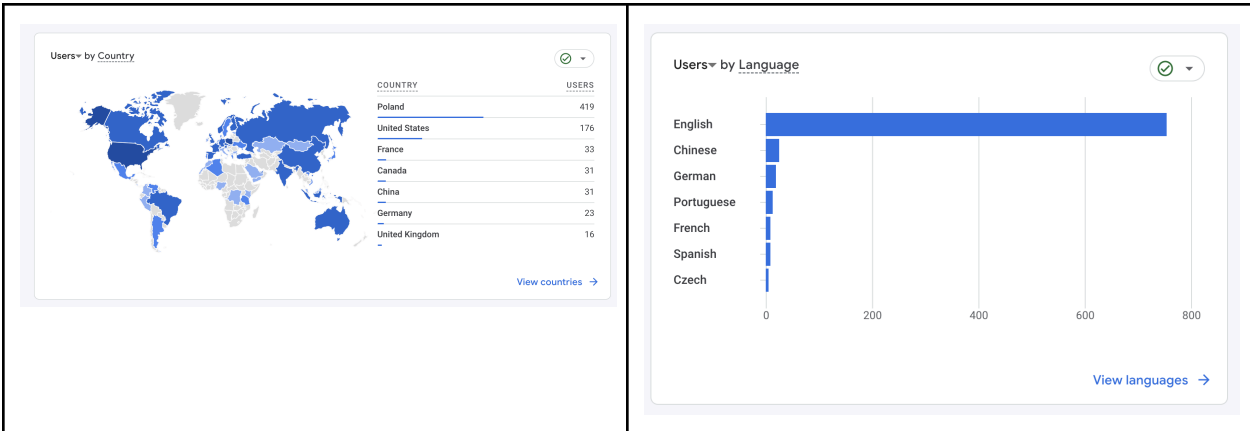 Users by Country
COUNTRY USERS
Poland 419
United States 176
France 33
Canada 31
China 31
Germany 23
United Kingdom 16
View countries →
Users by Language
English
Chinese
German
Portuguese
French
Spanish
Czech
0 200 400 600 800
View languages →